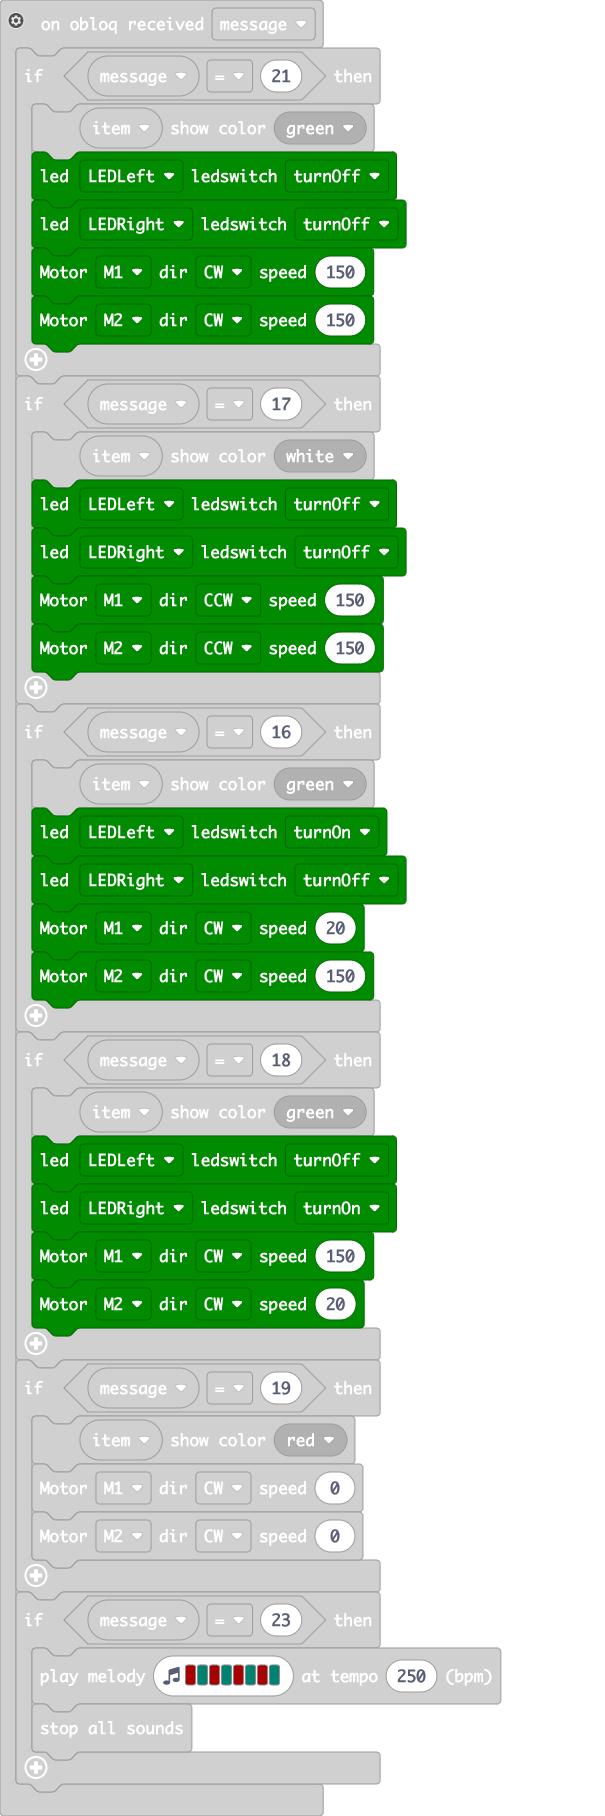 on obloq received message
if message = 21 then
item show color green
led LEDLeft ledswitch turnOff
led LEDRight ledswitch turnOff
Motor M1 dir CW speed 150
Motor M2 dir CW speed 150
if message = 17 then
item show color white
led LEDLeft ledswitch turnOff
led LEDRight ledswitch turnOff
Motor M1 dir CCW speed 150
Motor M2 dir CCW speed 150
if message = 16 then
item show color green
led LEDLeft ledswitch turnOn
led LEDRight ledswitch turnOff
Motor M1 dir CW speed 20
Motor M2 dir CW speed 150
if message = 18 then
item show color green
led LEDLeft ledswitch turnOff
led LEDRight ledswitch turnOn
Motor M1 dir CW speed 150
Motor M2 dir CW speed 20
if message = 19 then
item show color red
Motor M1 dir CW speed 0
Motor M2 dir CW speed 0
if message = 23 then
play melody at tempo 250 (bpm)
stop all sounds